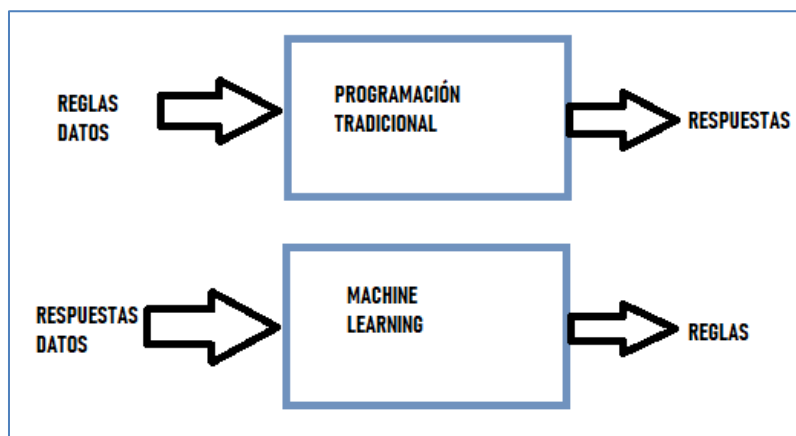 REGLAS
DATOS
PROGRAMACIÓN
TRADICIONAL
RESPUESTAS
RESPUESTAS
DATOS
MACHINE
LEARNING
REGLAS